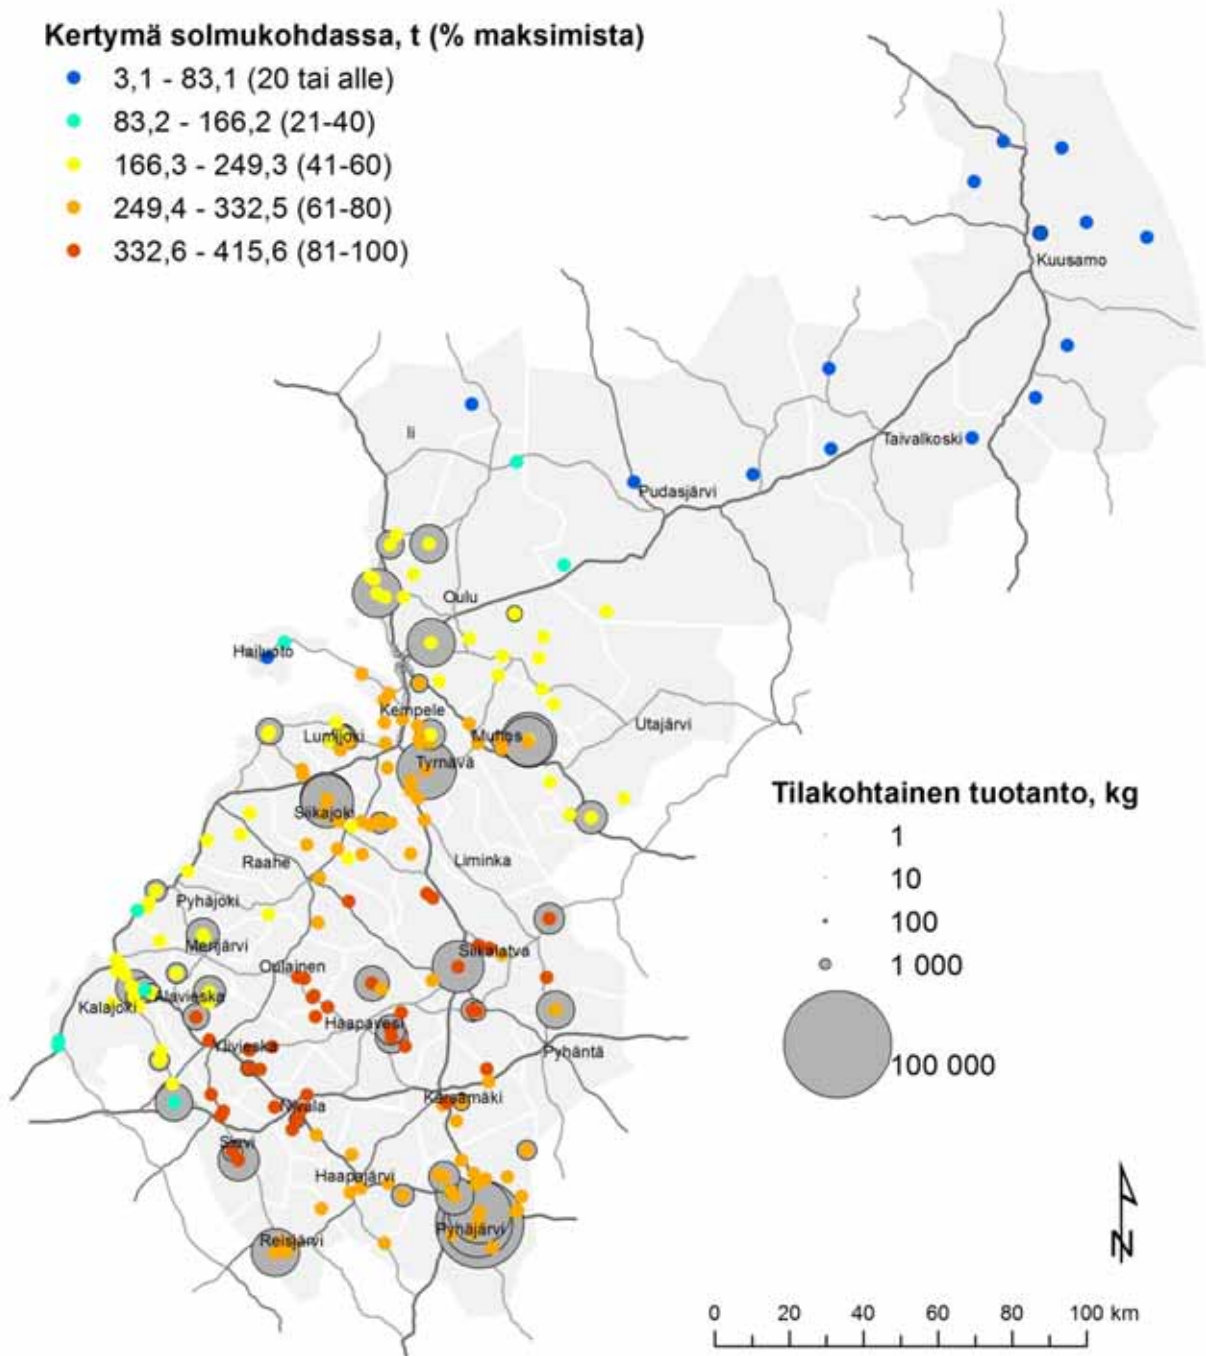 Kertymä solmukohdassa, t (% maksimista)
3,1 - 83,1 (20 tai alle)
83,2 - 166,2 (21-40)
166,3 - 249,3 (41-60)
249,4 - 332,5 (61-80)
332,6 - 415,6 (81-100)
Kuusamo
Ii
Taivalkoski
Pudasjärvi
Oulu
Hailuoto
Kempele
Lumijoki
Muhos
Utajärvi
Tyrnävä
Siikajoki
Raahe
Liminka
Pyhäjoki
Merijärvi
Siikalatva
Oulainen
Alavieska
Kalajoki
Haapavesi
Ylivieska
Pyhäntä
Kärsämäki
Nivala
Sievi
Haapajärvi
Pyhäjärvi
Reisjärvi
Tilakohtainen tuotanto, kg
1
10
100
1 000
100 000
N
0 20 40 60 80 100 km